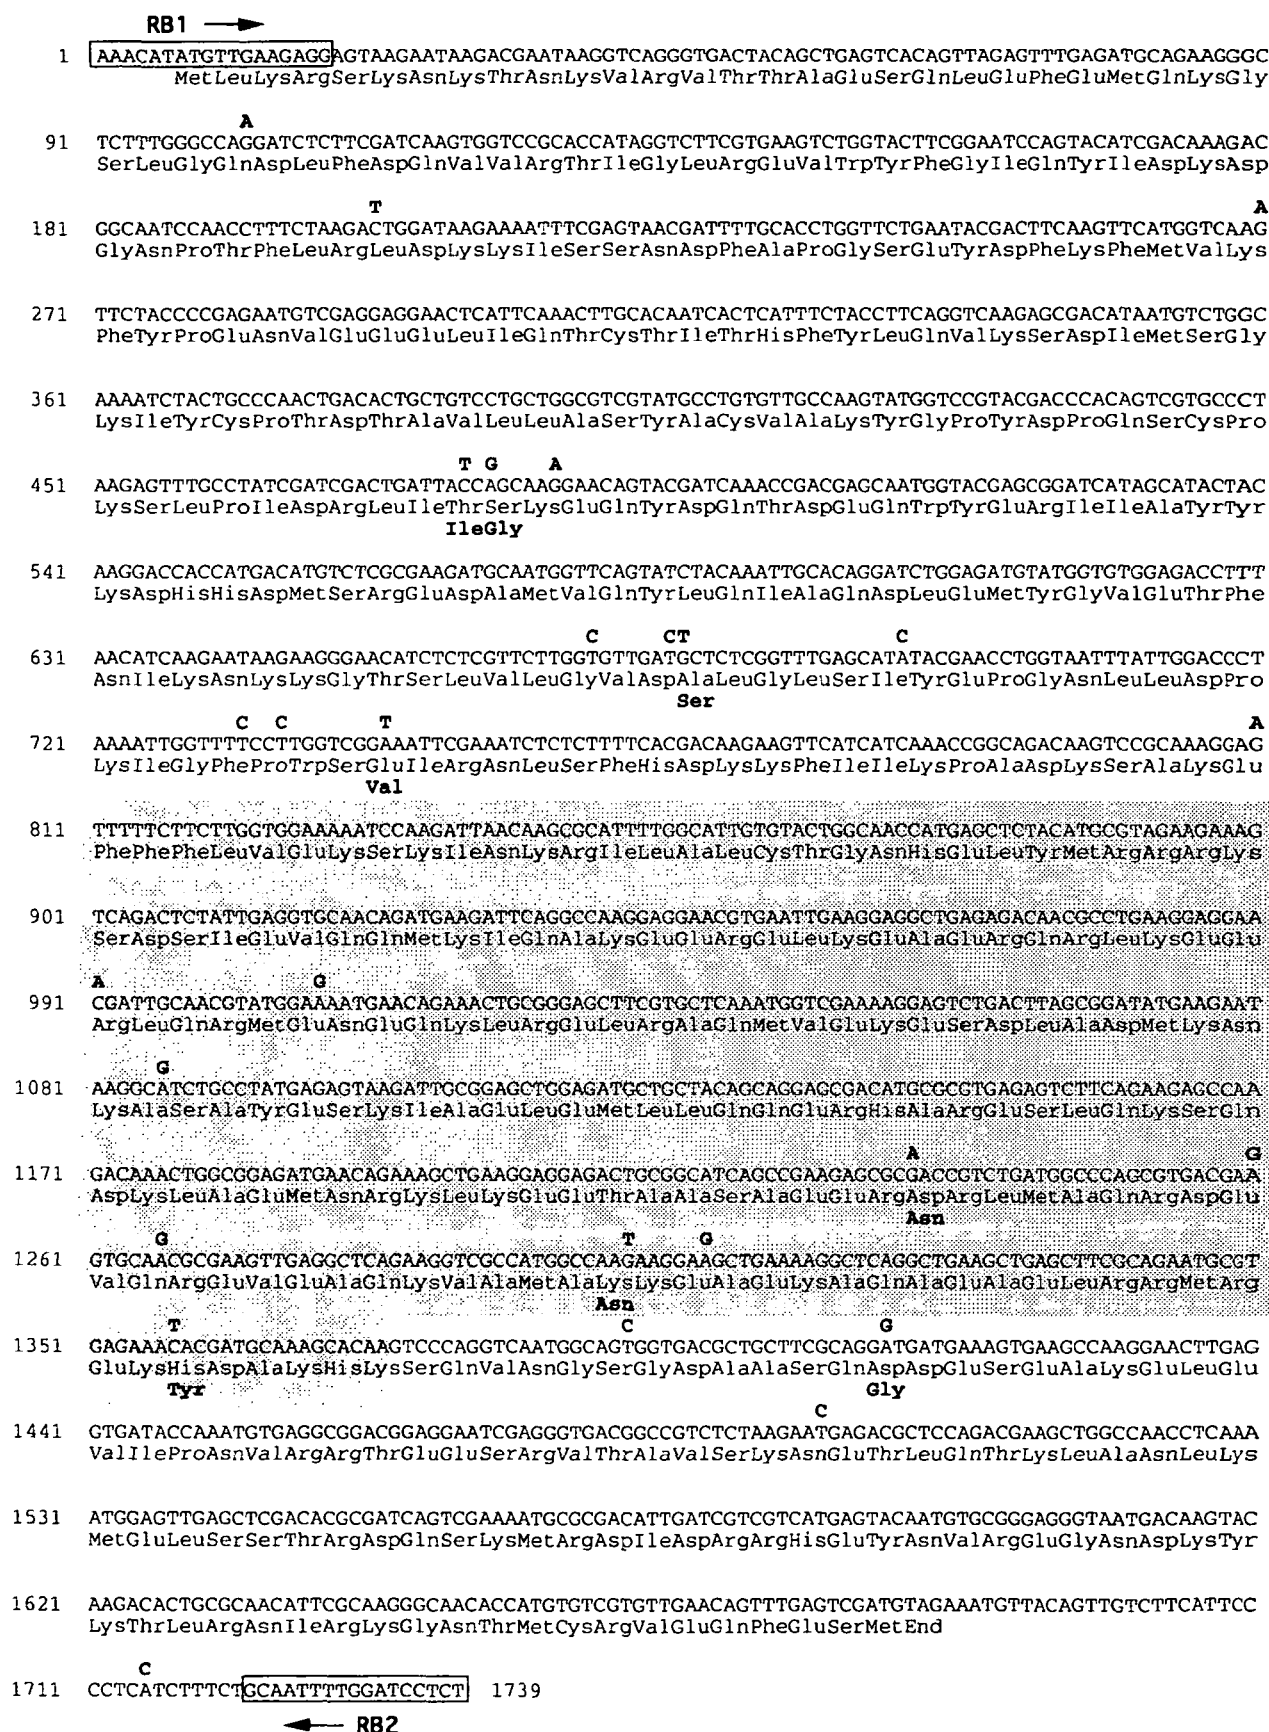 RB1
1 AAACATATGTTGAAGAGGAGTAAGAATAAGACGAATAAGGTCAGGGTGACTACAGCTGAGTCACAGTTAGAGTTTGAGATGCAGAAGGGC
MetLeuLysArgSerLysAsnLysThrAsnLysValArgValThrThrAlaGluSerGlnLeuGluPheGluMetGlnLysGly
A
91 TCTTTGGGCCAGGATCTCTTCGATCAAGTGGTCCGCACCATAGGTCTTCGTGAAGTCTGGTACTTCGGAATCCAGTACATCGACAAAGAC
SerLeuGlyGlnAspLeuPheAspGlnValValArgThrIleGlyLeuArgGluValTrpTyrPheGlyIleGlnTyrIleAspLysAsp
T A
181 GGCAATCCAACCTTTCTAAGACTGGATAAGAAAATTTCGAGTAACGATTTTGCACCTGGTTCTGAATACGACTTCAAGTTCATGGTCAAG
GlyAsnProThrPheLeuArgLeuAspLysLysIleSerSerAsnAspPheAlaProGlySerGluTyrAspPheLysPheMetValLys
271 TTCTACCCCGAGAATGTCGAGGAGGAACTCATTCAAACTTGCACAATCACTCATTTCTACCTTCAGGTCAAGAGCGACATAATGTCTGGC
PheTyrProGluAsnValGluGluGluLeuIleGlnThrCysThrIleThrHisPheTyrLeuGlnValLysSerAspIleMetSerGly
361 AAAATCTACTGCCCAACTGACACTGCTGTCCTGCTGGCGTCGTATGCCTGTGTTGCCAAGTATGGTCCGTACGACCCACAGTCGTGCCCT
LysIleTyrCysProThrAspThrAlaValLeuLeuAlaSerTyrAlaCysValAlaLysTyrGlyProTyrAspProGlnSerCysPro
T G A
451 AAGAGTTTGCCTATCGATCGACTGATTACCAGCAAGGAACAGTACGATCAAACCGACGAGCAATGGTACGAGCGGATCATAGCATACTAC
LysSerLeuProIleAspArgLeuIleThrSerLysGluGlnTyrAspGlnThrAspGluGlnTrpTyrGluArgIleIleAlaTyrTyr
IleGly
541 AAGGACCACCATGACATGTCTCGCGAAGATGCAATGGTTCAGTATCTACAAATTGCACAGGATCTGGAGATGTATGGTGTGGAGACCTTT
LysAspHisHisAspMetSerArgGluAspAlaMetValGlnTyrLeuGlnIleAlaGlnAspLeuGluMetTyrGlyValGluThrPhe
C CT C
631 AACATCAAGAATAAGAAGGGAACATCTCTCGTTCTTGGTGTTGATGCTCTCGGTTTGAGCATATACGAACCTGGTAATTTATTGGACCCT
AsnIleLysAsnLysLysGlyThrSerLeuValLeuGlyValAspAlaLeuGlyLeuSerIleTyrGluProGlyAsnLeuLeuAspPro
Ser
C C T A
721 AAAATTGGTTTTCCTTGGTCGGAAATTCGAAATCTCTCTTTTCACGACAAGAAGTTCATCATCAAACCGGCAGACAAGTCCGCAAAGGAG
LysIleGlyPheProTrpSerGluIleArgAsnLeuSerPheHisAspLysLysPheIleIleLysProAlaAspLysSerAlaLysGlu
Val
811 TTTTTCTTCTTGGTGGAAAAATCCAAGATTAACAAGCGCATTTTGGCATTGTGTACTGGCAACCATGAGCTCTACATGCGTAGAAGAAAG
PhePhePheLeuValGluLysSerLysIleAsnLysArgIleLeuAlaLeuCysThrGlyAsnHisGluLeuTyrMetArgArgArgLys
901 TCAGACTCTATTGAGGTGCAACAGATGAAGATTCAGGCCAAGGAGGAACGTGAATTGAAGGAGGCTGAGAGACAACGCCTGAAGGAGGAA
SerAspSerIleGluValGlnGlnMetLysIleGlnAlaLysGluGluArgGluLeuLysGluAlaGluArgGlnArgLeuLysGluGlu
A G
991 CGATTGCAACGTATGGAAAATGAACAGAAACTGCGGGAGCTTCGTGCTCAAATGGTCGAAAAGGAGTCTGACTTAGCGGATATGAAGAAT
ArgLeuGlnArgMetGluAsnGluGlnLysLeuArgGluLeuArgAlaGlnMetValGluLysGluSerAspLeuAlaAspMetLysAsn
G
1081 AAGGCATCTGCCTATGAGAGTAAGATTGCGGAGCTGGAGATGCTGCTACAGCAGGAGCGACATGCGCGTGAGAGTCTTCAGAAGAGCCAA
LysAlaSerAlaTyrGluSerLysIleAlaGluLeuGluMetLeuLeuGlnGlnGluArgHisAlaArgGluSerLeuGlnLysSerGln
A G
1171 GACAAACTGGCGGAGATGAACAGAAAGCTGAAGGAGGAGACTGCGGCATCAGCCGAAGAGCGCGACCGTCTGATGGCCCAGCGTGACGAA
AspLysLeuAlaGluMetAsnArgLysLeuLysGluGluThrAlaAlaSerAlaGluGluArgAspArgLeuMetAlaGlnArgAspGlu
Asn
G T G
1261 GTGCAACGCGAAGTTGAGGCTCAGAAGGTCGCCATGGCCAAGAAGGAAGCTGAAAAGGCTCAGGCTGAAGCTGAGCTTCGCAGAATGCGT
ValGlnArgGluValGluAlaGlnLysValAlaMetAlaLysLysGluAlaGluLysAlaGlnAlaGluAlaGluLeuArgArgMetArg
Asn
T C G
1351 GAGAAACACGATGCAAAGCACAAGTCCCAGGTCAATGGCAGTGGTGACGCTGCTTCGCAGGATGATGAAAGTGAAGCCAAGGAACTTGAG
GluLysHisAspAlaLysHisLysSerGlnValAsnGlySerGlyAspAlaAlaSerGlnAspAspGluSerGluAlaLysGluLeuGlu
Tyr Gly
C
1441 GTGATACCAAATGTGAGGCGGACGGAGGAATCGAGGGTGACGGCCGTCTCTAAGAATGAGACGCTCCAGACGAAGCTGGCCAACCTCAAA
ValIleProAsnValArgArgThrGluGluSerArgValThrAlaValSerLysAsnGluThrLeuGlnThrLysLeuAlaAsnLeuLys
1531 ATGGAGTTGAGCTCGACACGCGATCAGTCGAAAATGCGCGACATTGATCGTCGTCATGAGTACAATGTGCGGGAGGGTAATGACAAGTAC
MetGluLeuSerSerThrArgAspGlnSerLysMetArgAspIleAspArgArgHisGluTyrAsnValArgGluGlyAsnAspLysTyr
1621 AAGACACTGCGCAACATTCGCAAGGGCAACACCATGTGTCGTGTTGAACAGTTTGAGTCGATGTAGAAATGTTACAGTTGTCTTCATTCC
LysThrLeuArgAsnIleArgLysGlyAsnThrMetCysArgValGluGlnPheGluSerMetEnd
C
1711 CCTCATCTTTCTGCAATTTTGGATCCTCT 1739
RB2